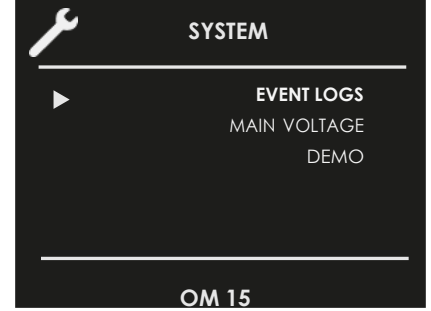 SYSTEM
EVENT LOGS
MAIN VOLTAGE
DEMO
OM 15